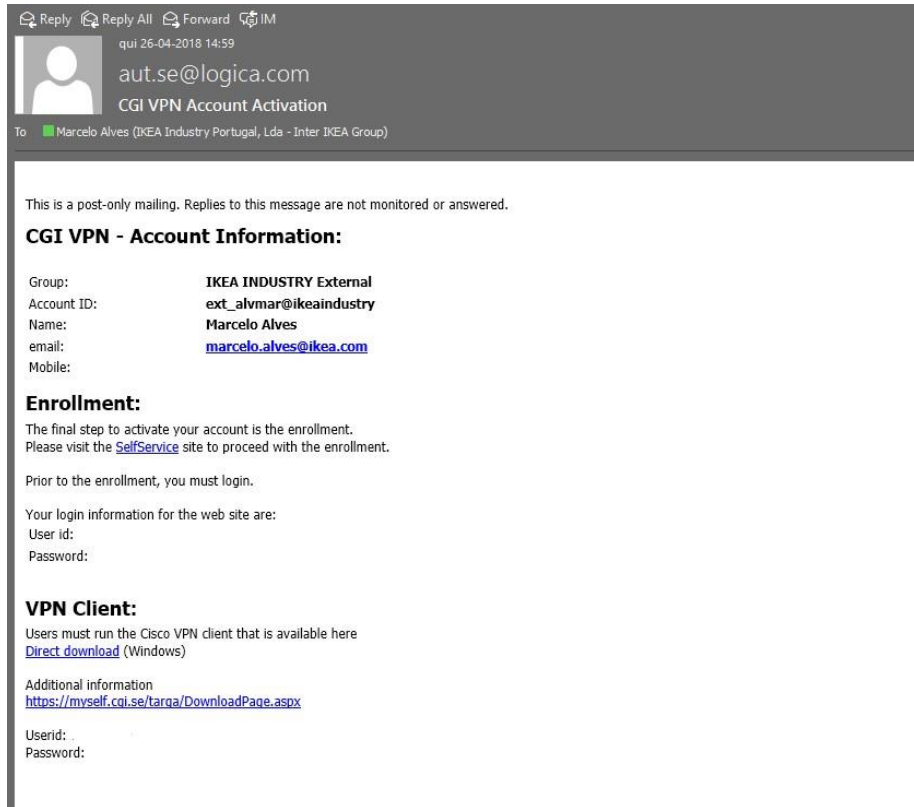 Reply Reply All Forward IM
qui 26-04-2018 14:59
aut.se@logica.com
CGI VPN Account Activation
To Marcelo Alves (IKEA Industry Portugal, Lda - Inter IKEA Group)
This is a post-only mailing. Replies to this message are not monitored or answered.
CGI VPN - Account Information:
Group: IKEA INDUSTRY External
Account ID: ext_alvmar@ikeaindustry
Name: Marcelo Alves
email: marcelo.alves@ikea.com
Mobile:
Enrollment:
The final step to activate your account is the enrollment.
Please visit the SelfService site to proceed with the enrollment.
Prior to the enrollment, you must login.
Your login information for the web site are:
User id:
Password:
VPN Client:
Users must run the Cisco VPN client that is available here
Direct download (Windows)
Additional information
https://myself.cgi.se/targa/DownloadPage.aspx
Userid:
Password: